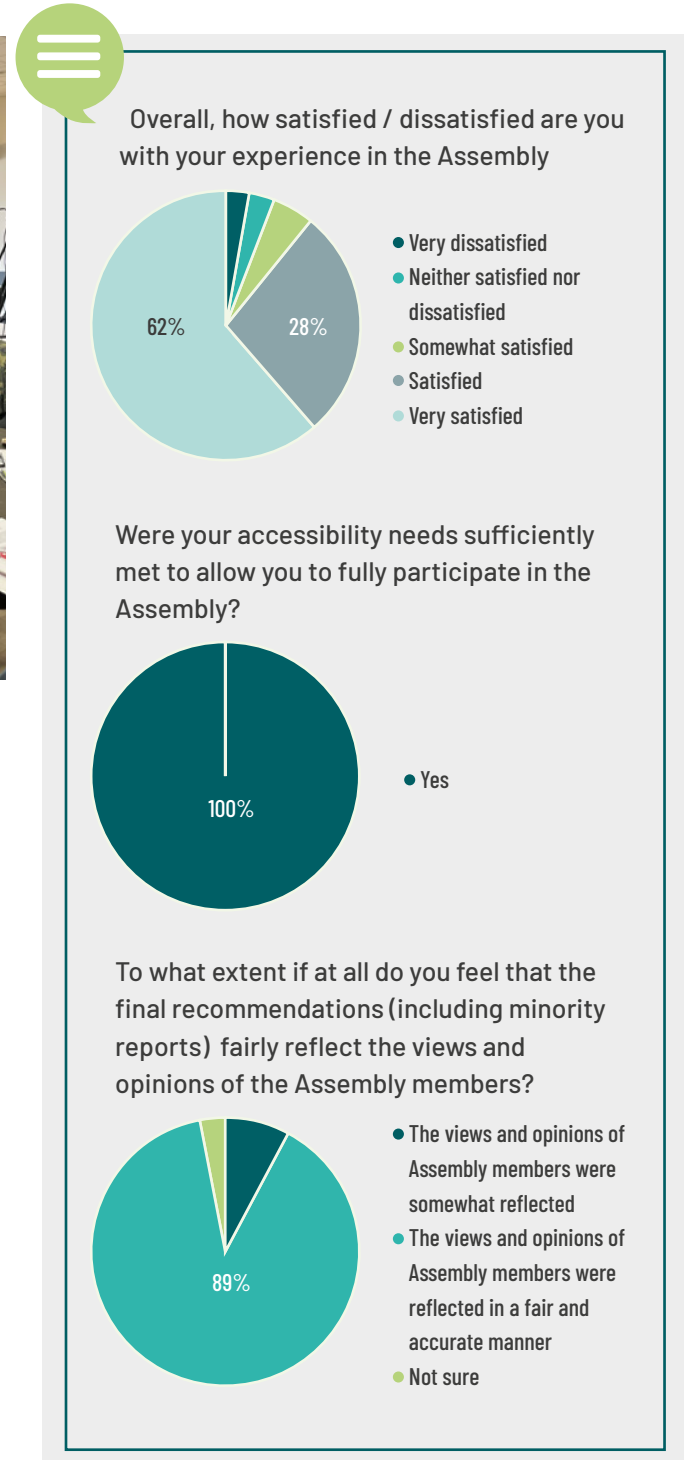 Overall, how satisfied / dissatisfied are you
with your experience in the Assembly
62%
28%
Very dissatisfied
Neither satisfied nor
dissatisfied
Somewhat satisfied
Satisfied
Very satisfied
Were your accessibility needs sufficiently
met to allow you to fully participate in the
Assembly?
100%
Yes
To what extent if at all do you feel that the
final recommendations (including minority
reports) fairly reflect the views and
opinions of the Assembly members?
89%
The views and opinions of
Assembly members were
somewhat reflected
The views and opinions of
Assembly members were
reflected in a fair and
accurate manner
Not sure